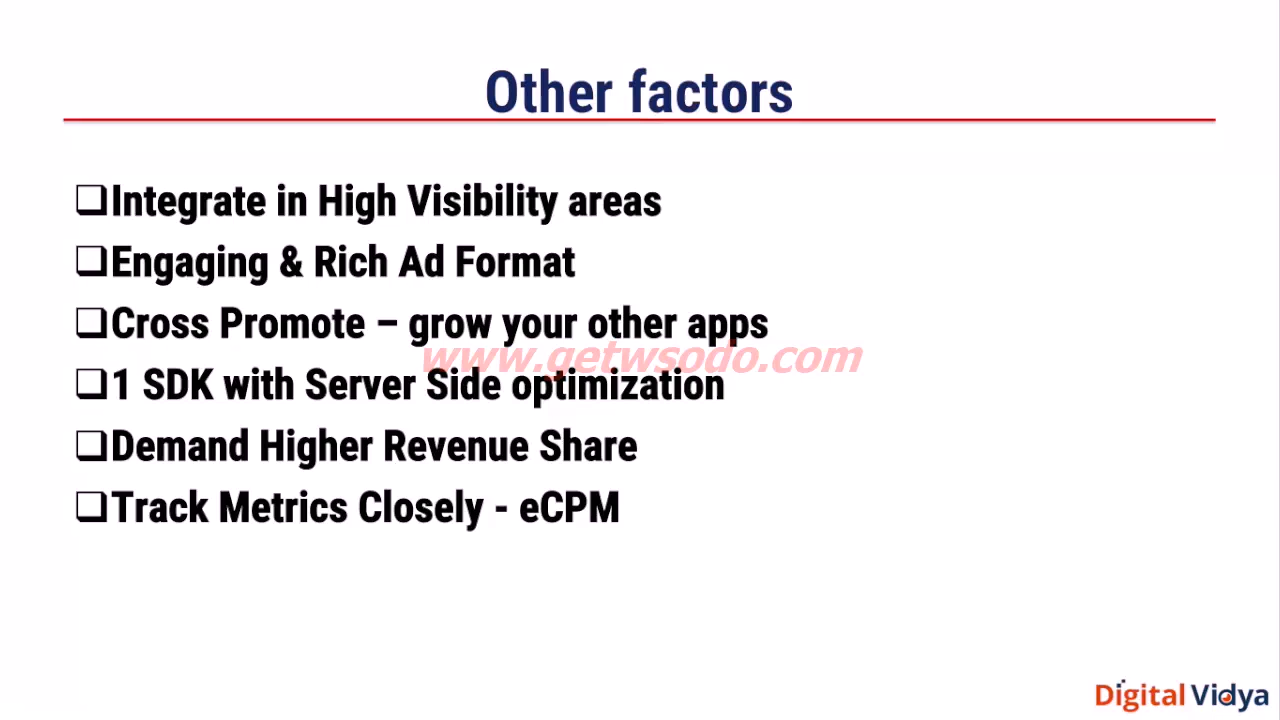 Other factors
❑Integrate in High Visibility areas
❑Engaging & Rich Ad Format
❑Cross Promote – grow your other apps
www.getwsodo.com
❑1 SDK with Server Side optimization
❑Demand Higher Revenue Share
❑Track Metrics Closely - eCPM
Digital Vidya